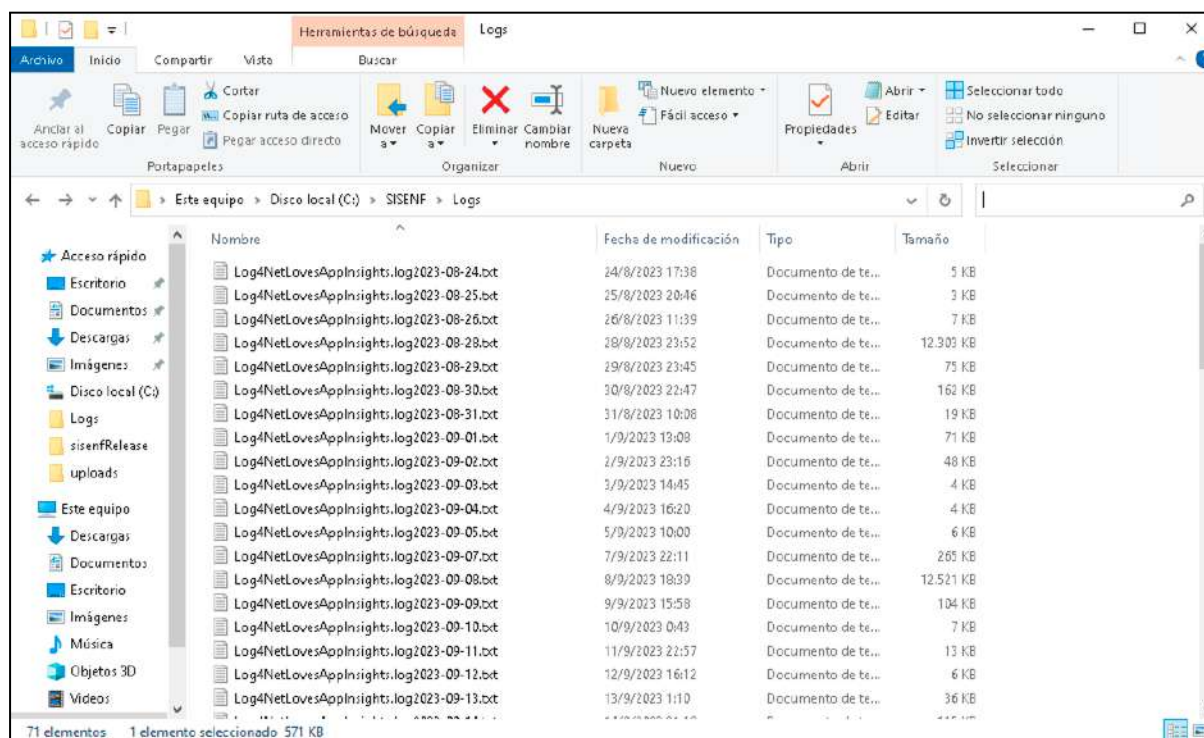 Herramientas de búsqueda Logs
Archivo Inicio Compartir Vista Buscar
Anclar al acceso rápido
Copiar
Pegar
Cortar
Copiar ruta de acceso
Pegar acceso directo
Mover a
Copiar a
Eliminar
Cambiar nombre
Nueva carpeta
Nuevo elemento
Fácil acceso
Propiedades
Abrir
Editar
Seleccionar todo
No seleccionar ninguno
Invertir selección
Portapapeles Organizar Nuevo Abrir Seleccionar
Este equipo > Disco local (C:) > SISENF > Logs
Acceso rápido
Escritorio
Documentos
Descargas
Imágenes
Disco local (C:)
Logs
sisenfRelease
uploads
Este equipo
Descargas
Documentos
Escritorio
Imágenes
Música
Objetos 3D
Videos
Nombre Fecha de modificación Tipo Tamaño
Log4NetLovesAppInsights.log2023-08-24.txt 24/8/2023 17:38 Documento de te... 5 KB
Log4NetLovesAppInsights.log2023-08-25.txt 25/8/2023 20:46 Documento de te... 3 KB
Log4NetLovesAppInsights.log2023-08-26.txt 26/8/2023 11:39 Documento de te... 7 KB
Log4NetLovesAppInsights.log2023-08-28.txt 28/8/2023 23:52 Documento de te... 12.303 KB
Log4NetLovesAppInsights.log2023-08-29.txt 29/8/2023 23:45 Documento de te... 75 KB
Log4NetLovesAppInsights.log2023-08-30.txt 30/8/2023 22:47 Documento de te... 162 KB
Log4NetLovesAppInsights.log2023-08-31.txt 31/8/2023 10:08 Documento de te... 19 KB
Log4NetLovesAppInsights.log2023-09-01.txt 1/9/2023 13:08 Documento de te... 71 KB
Log4NetLovesAppInsights.log2023-09-02.txt 2/9/2023 23:16 Documento de te... 48 KB
Log4NetLovesAppInsights.log2023-09-03.txt 3/9/2023 14:45 Documento de te... 4 KB
Log4NetLovesAppInsights.log2023-09-04.txt 4/9/2023 16:20 Documento de te... 4 KB
Log4NetLovesAppInsights.log2023-09-05.txt 5/9/2023 10:00 Documento de te... 6 KB
Log4NetLovesAppInsights.log2023-09-07.txt 7/9/2023 22:11 Documento de te... 265 KB
Log4NetLovesAppInsights.log2023-09-08.txt 8/9/2023 18:39 Documento de te... 12.521 KB
Log4NetLovesAppInsights.log2023-09-09.txt 9/9/2023 15:58 Documento de te... 104 KB
Log4NetLovesAppInsights.log2023-09-10.txt 10/9/2023 0:43 Documento de te... 7 KB
Log4NetLovesAppInsights.log2023-09-11.txt 11/9/2023 22:57 Documento de te... 13 KB
Log4NetLovesAppInsights.log2023-09-12.txt 12/9/2023 16:12 Documento de te... 6 KB
Log4NetLovesAppInsights.log2023-09-13.txt 13/9/2023 1:10 Documento de te... 36 KB
71 elementos 1 elemento seleccionado 571 KB